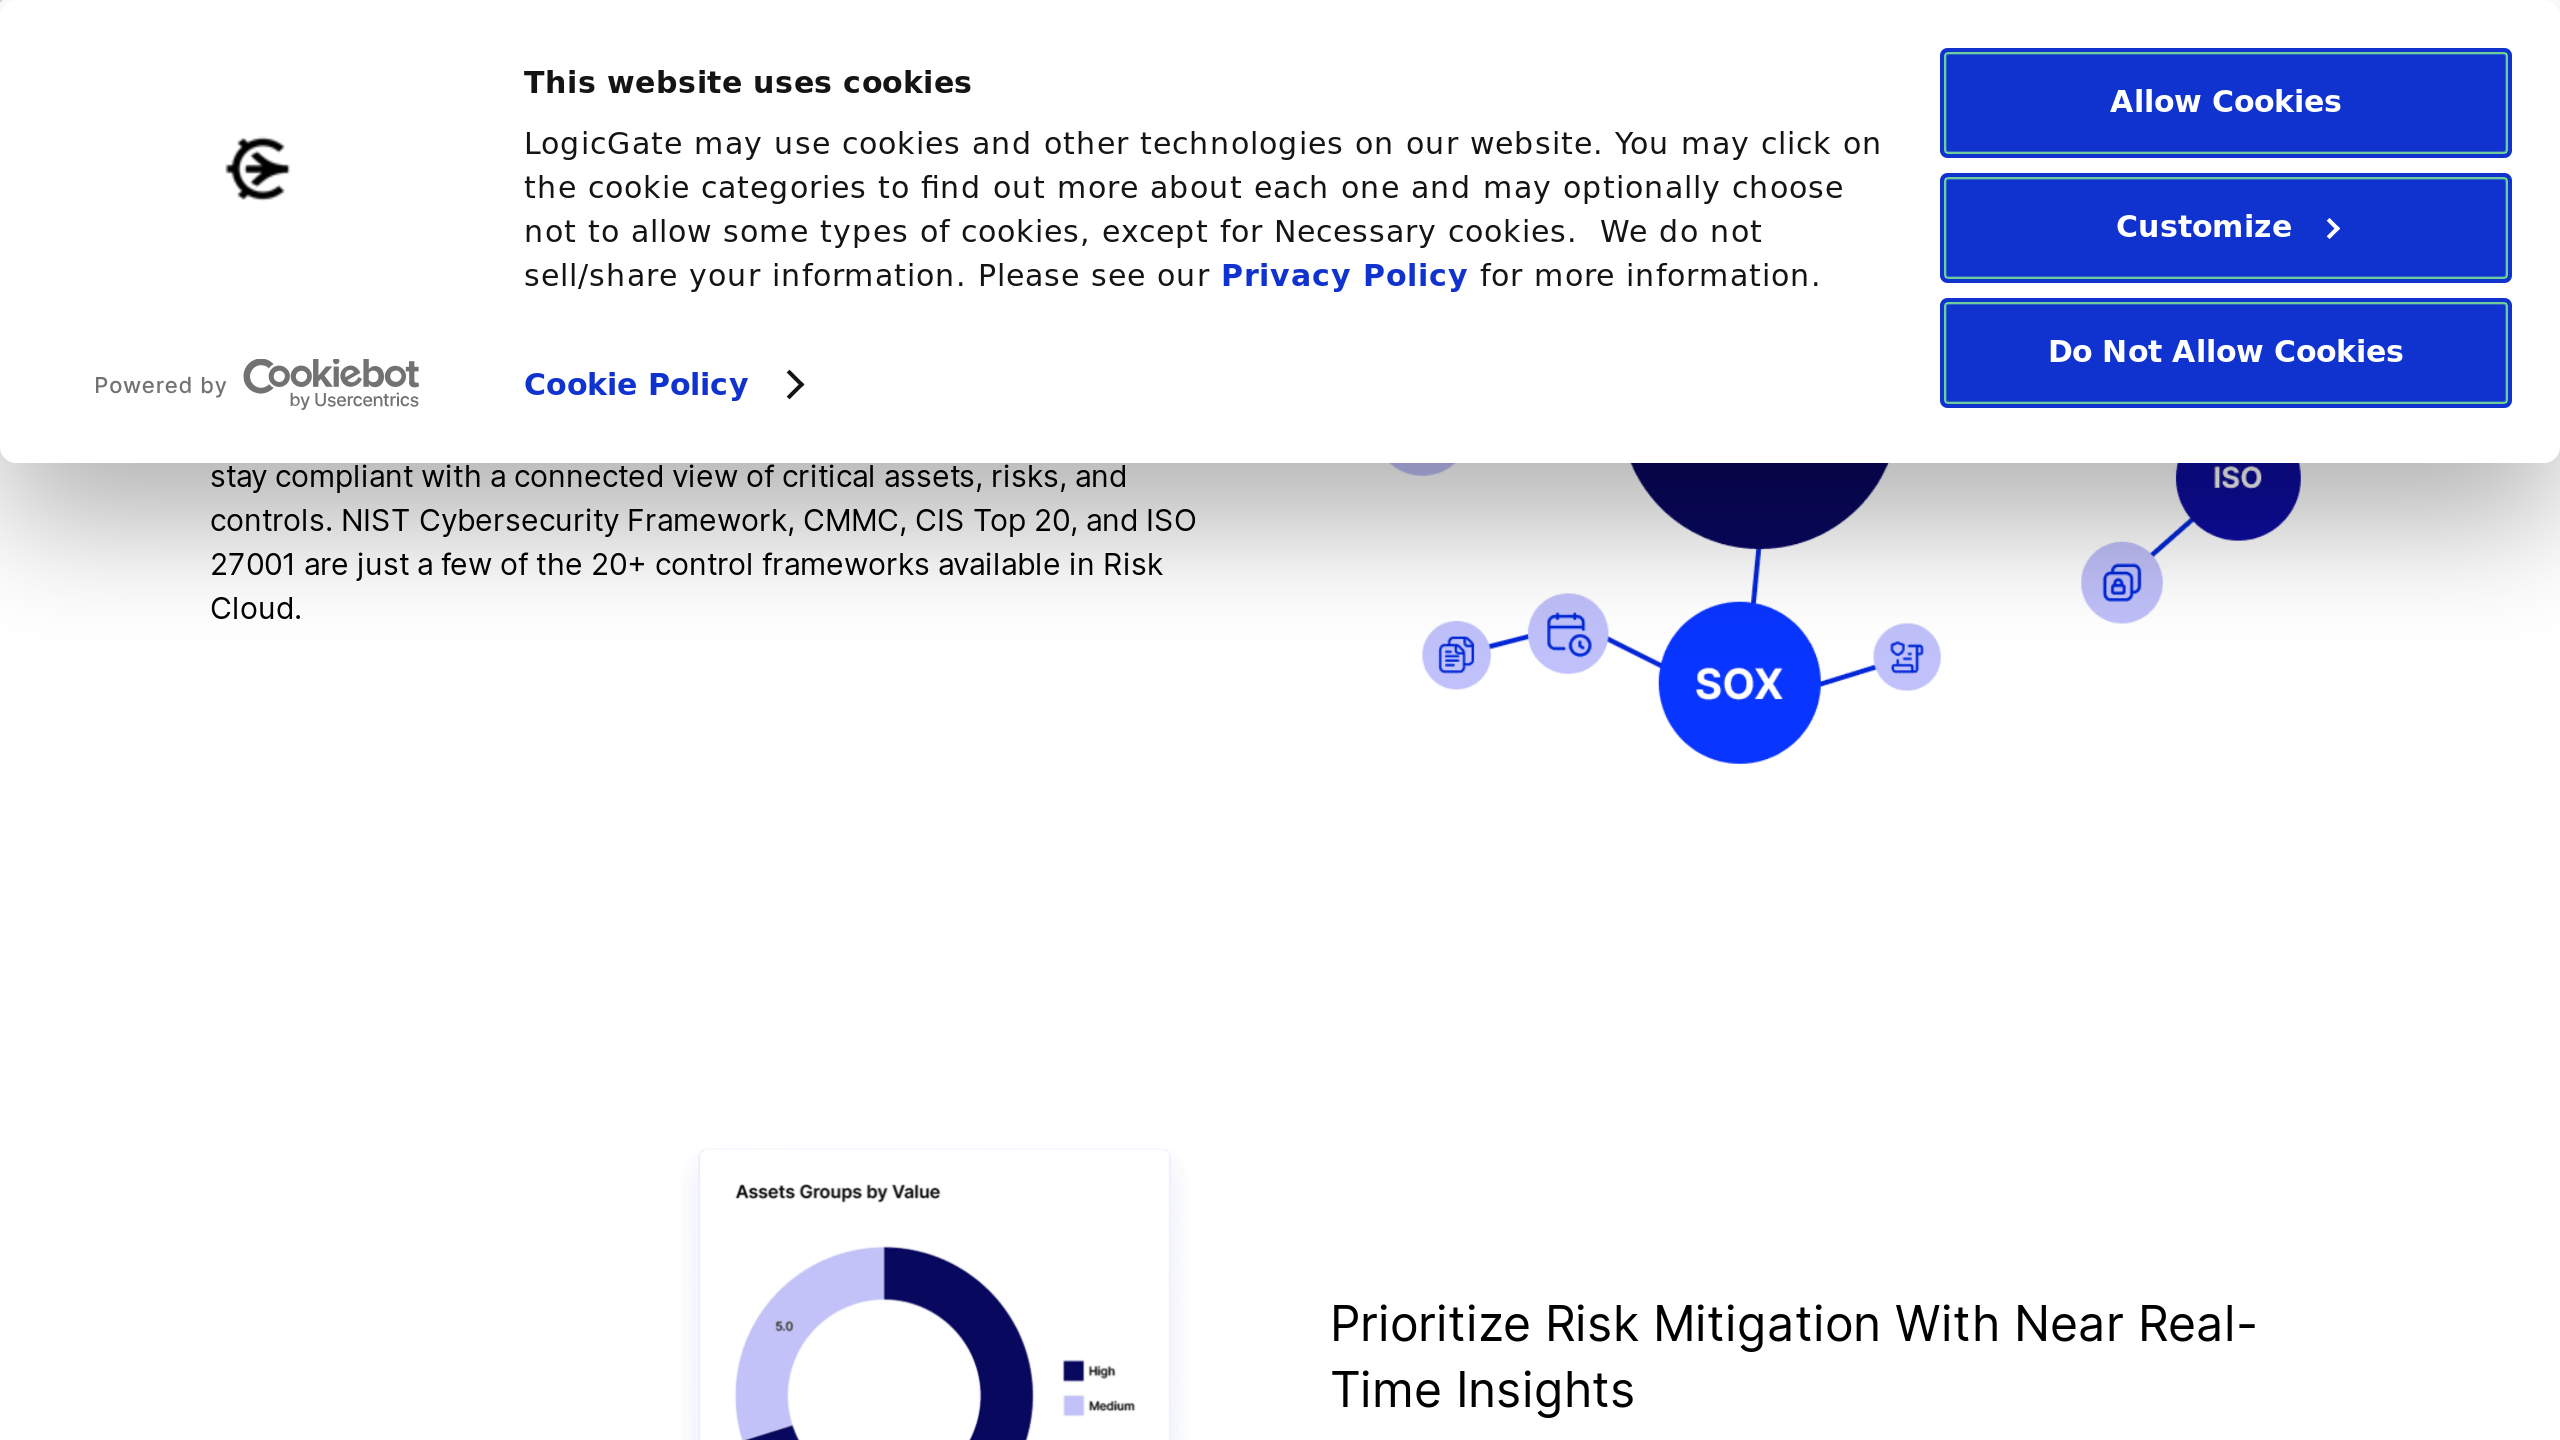 This website uses cookies
LogicGate may use cookies and other technologies on our website. You may click on
the cookie categories to find out more about each one and may optionally choose
not to allow some types of cookies, except for Necessary cookies.  We do not
sell/share your information. Please see our Privacy Policy for more information.
Powered by Cookiebot
by Usercentrics
Cookie Policy
Allow Cookies
Customize
Do Not Allow Cookies
stay compliant with a connected view of critical assets, risks, and
controls. NIST Cybersecurity Framework, CMMC, CIS Top 20, and ISO
27001 are just a few of the 20+ control frameworks available in Risk
Cloud.
ISO
SOX
Assets Groups by Value
5.0
High
Medium
Prioritize Risk Mitigation With Near Real-
Time Insights